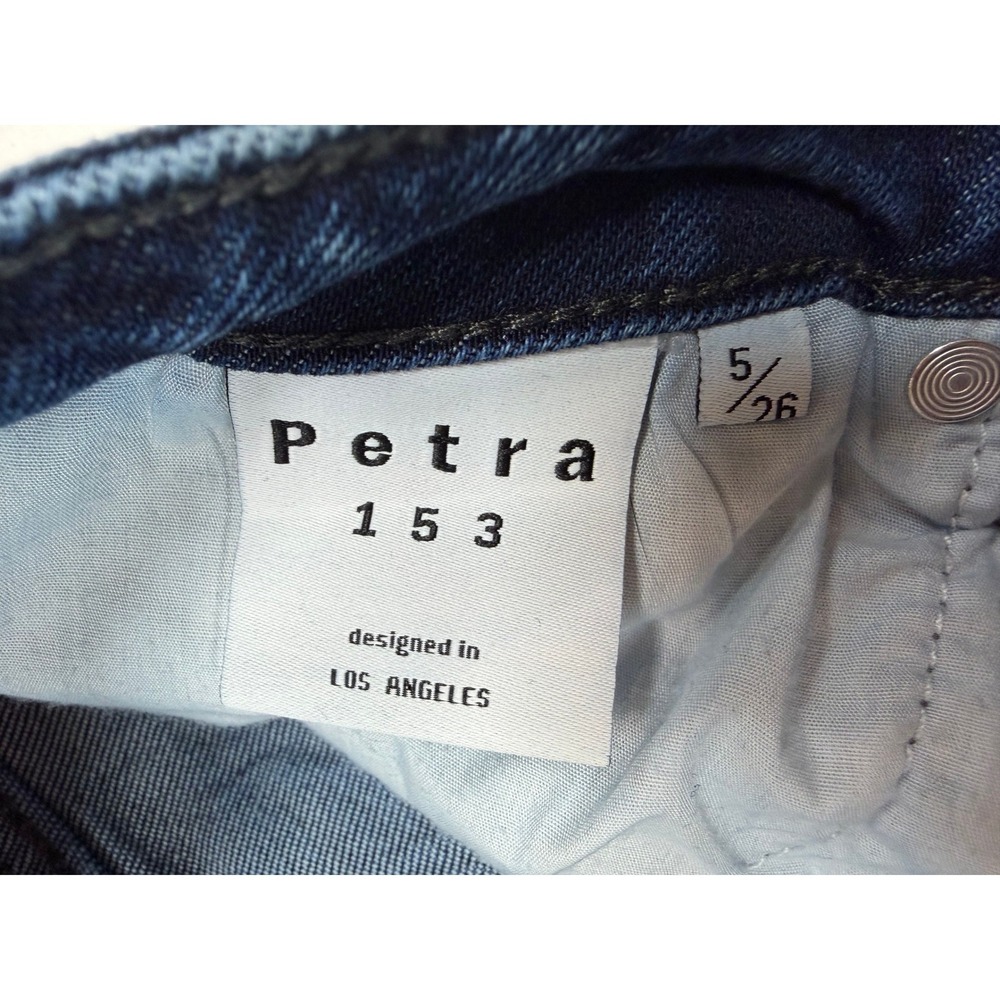 Petra
153
designed in
LOS ANGELES
5/26